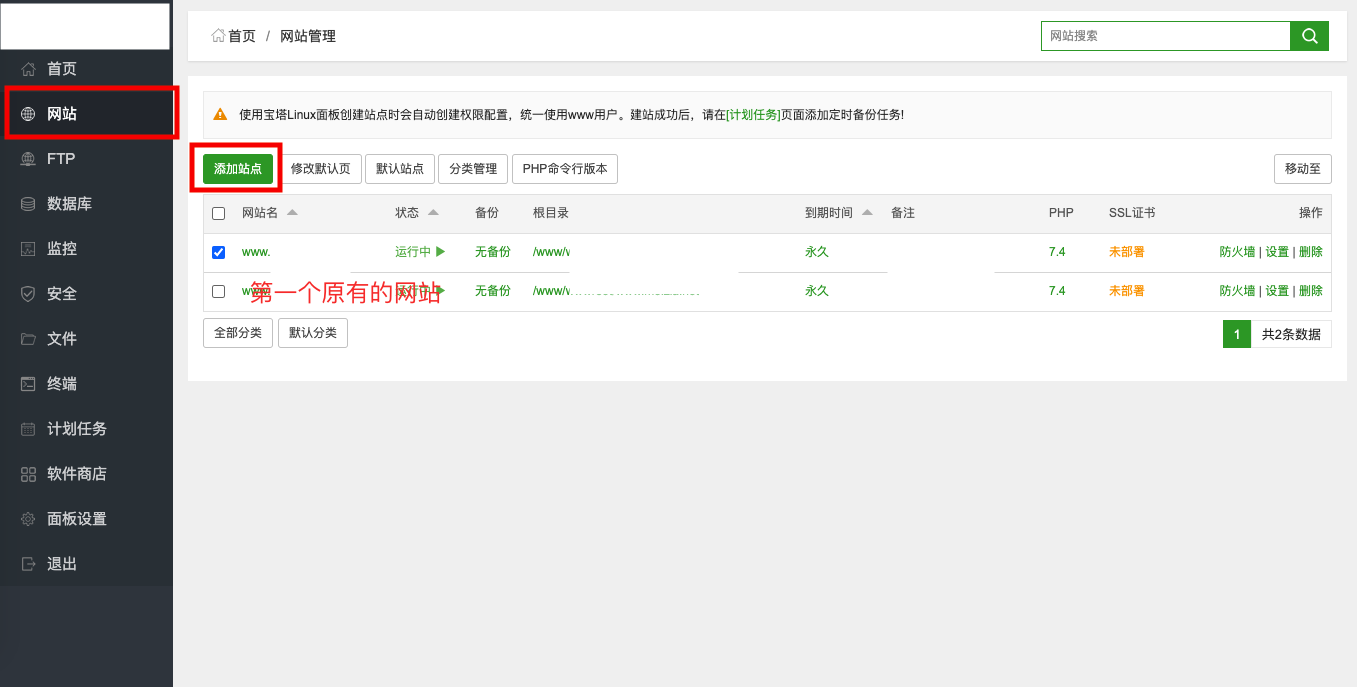 首页 / 网站管理
网站搜索
首页
网站
FTP
数据库
监控
安全
文件
终端
计划任务
软件商店
面板设置
退出
使用宝塔Linux面板创建站点时会自动创建权限配置，统一使用www用户。建站成功后，请在[计划任务]页面添加定时备份任务!
添加站点 修改默认页 默认站点 分类管理 PHP命令行版本 移动至
网站名 状态 备份 根目录 到期时间 备注 PHP SSL证书 操作
www. 运行中 无备份 /www/ 永久 7.4 未部署 防火墙 | 设置 | 删除
第一个原有的网站
无备份 /www/ 永久 7.4 未部署 防火墙 | 设置 | 删除
全部分类 默认分类 1 共2条数据